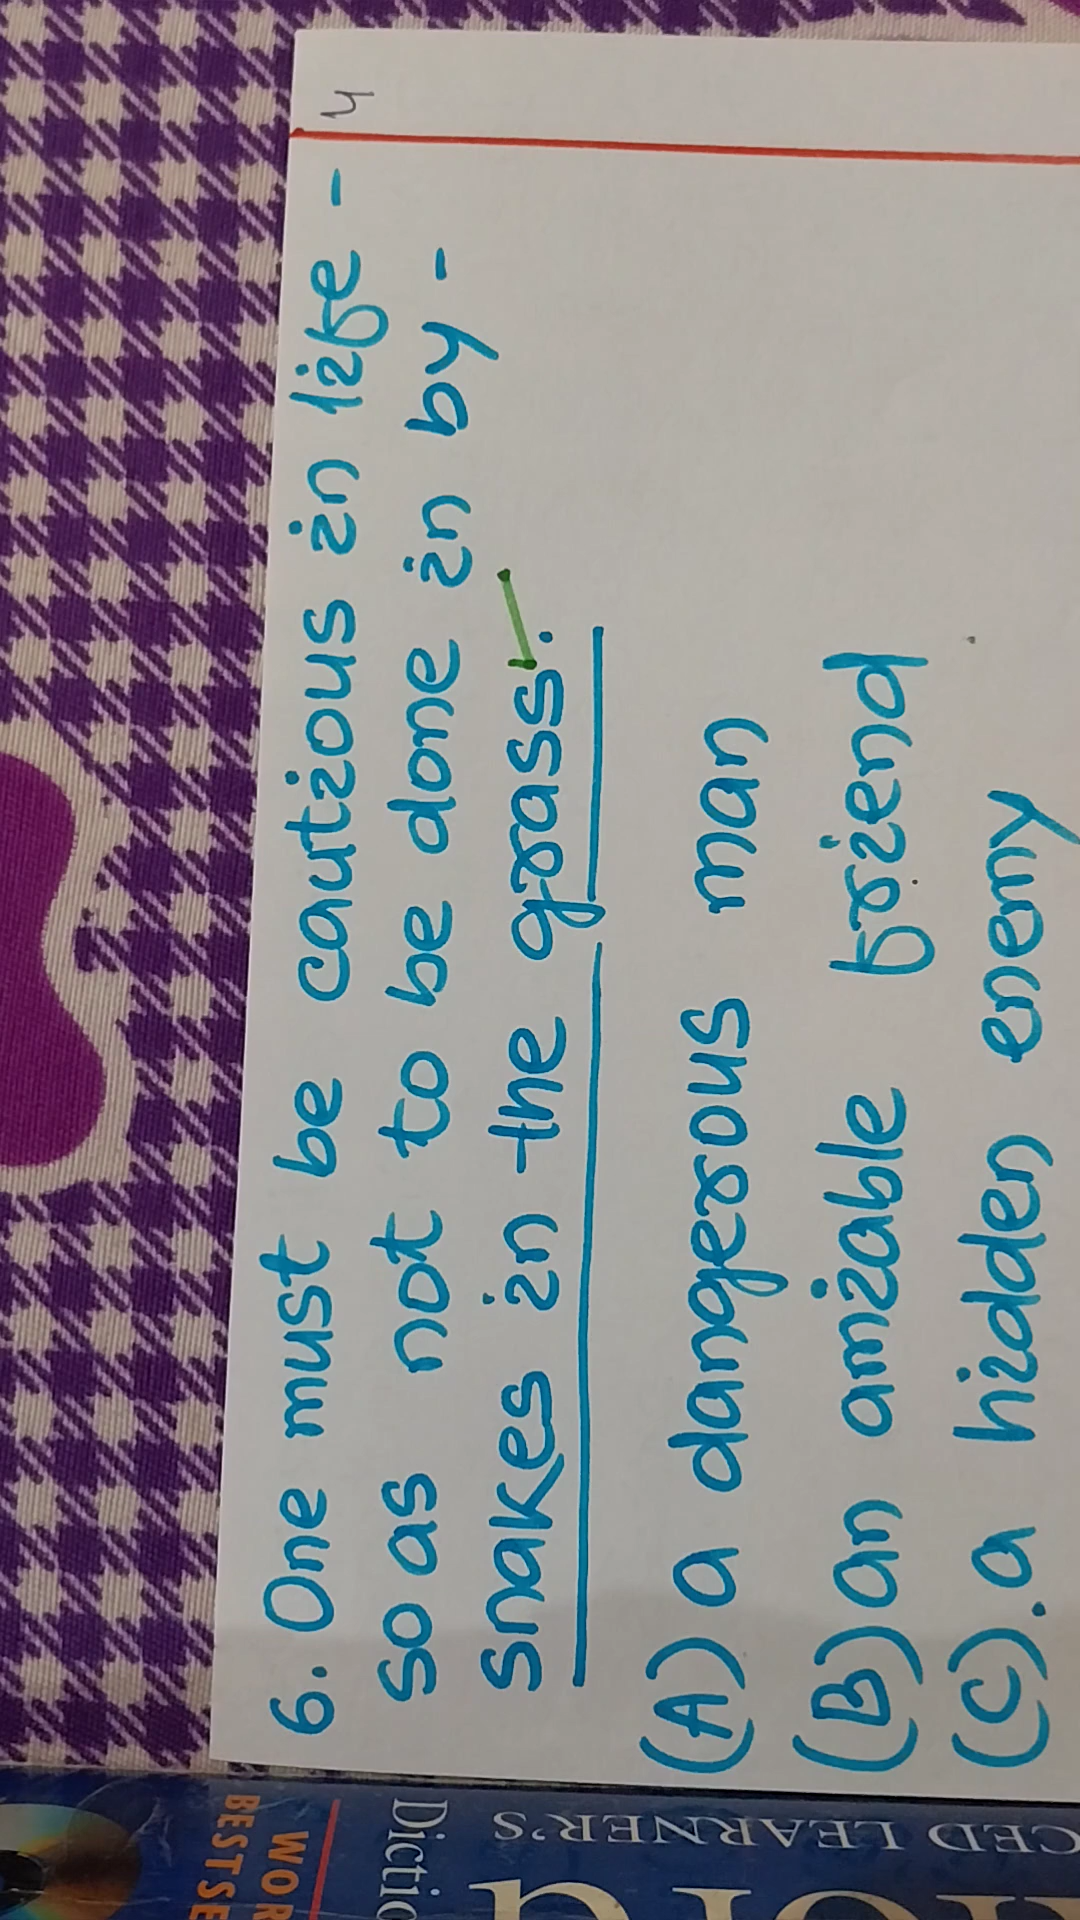 4
6. One must be cautious in life -
so as not to be done in by -
snakes in the grass.
(A) a dangerous man
(B) an amiable friend
(C). a hidden enemy
WOR
BESTSE
Dictio
CED LEARNER'S